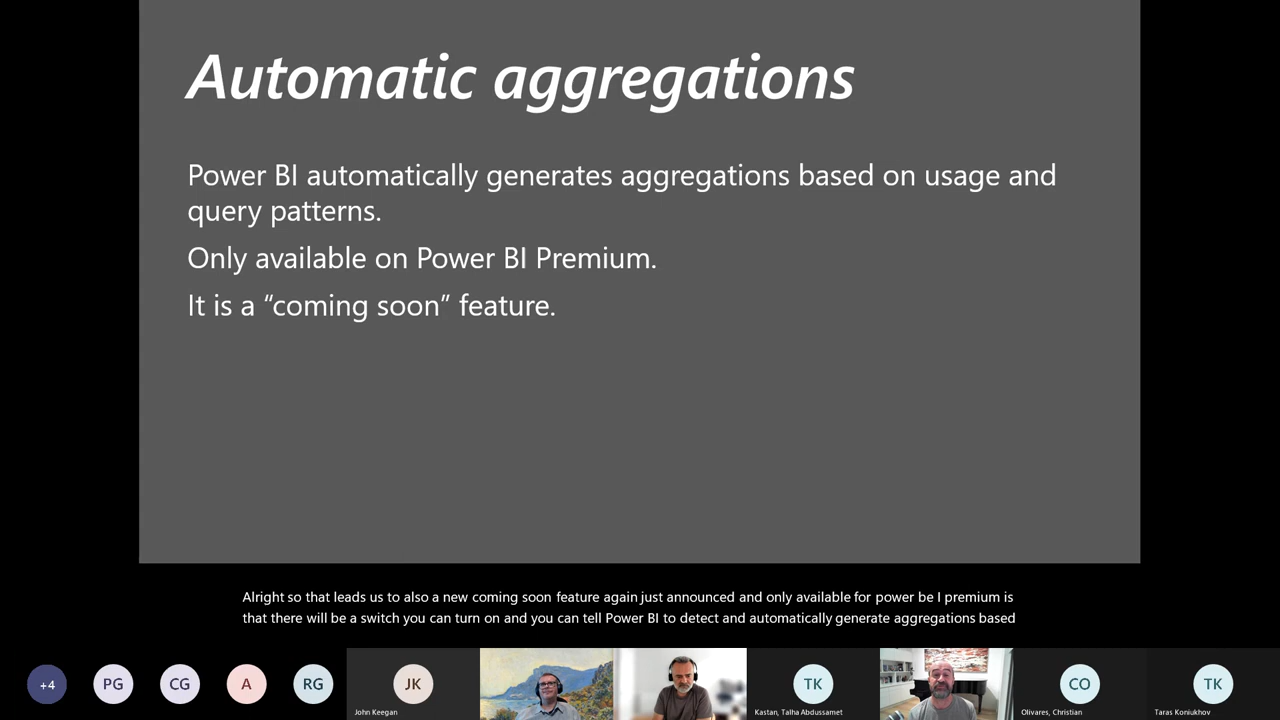 Automatic aggregations
Power BI automatically generates aggregations based on usage and
query patterns.
Only available on Power BI Premium.
It is a “coming soon” feature.
Alright so that leads us to also a new coming soon feature again just announced and only available for power be I premium is
that there will be a switch you can turn on and you can tell Power BI to detect and automatically generate aggregations based
+4
PG
CG
A
RG
JK
John Keegan
TK
Kastan, Talha Abdussamet
CO
Olivares, Christian
TK
Taras Koniukhov